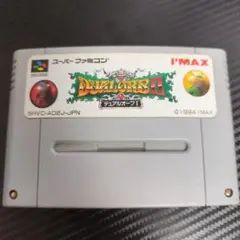 スーパーファミコン
I'MAX
DUAL ORB II
デュアルオーブⅡ
SHVC-AD2J-JPN
©1994 I'MAX